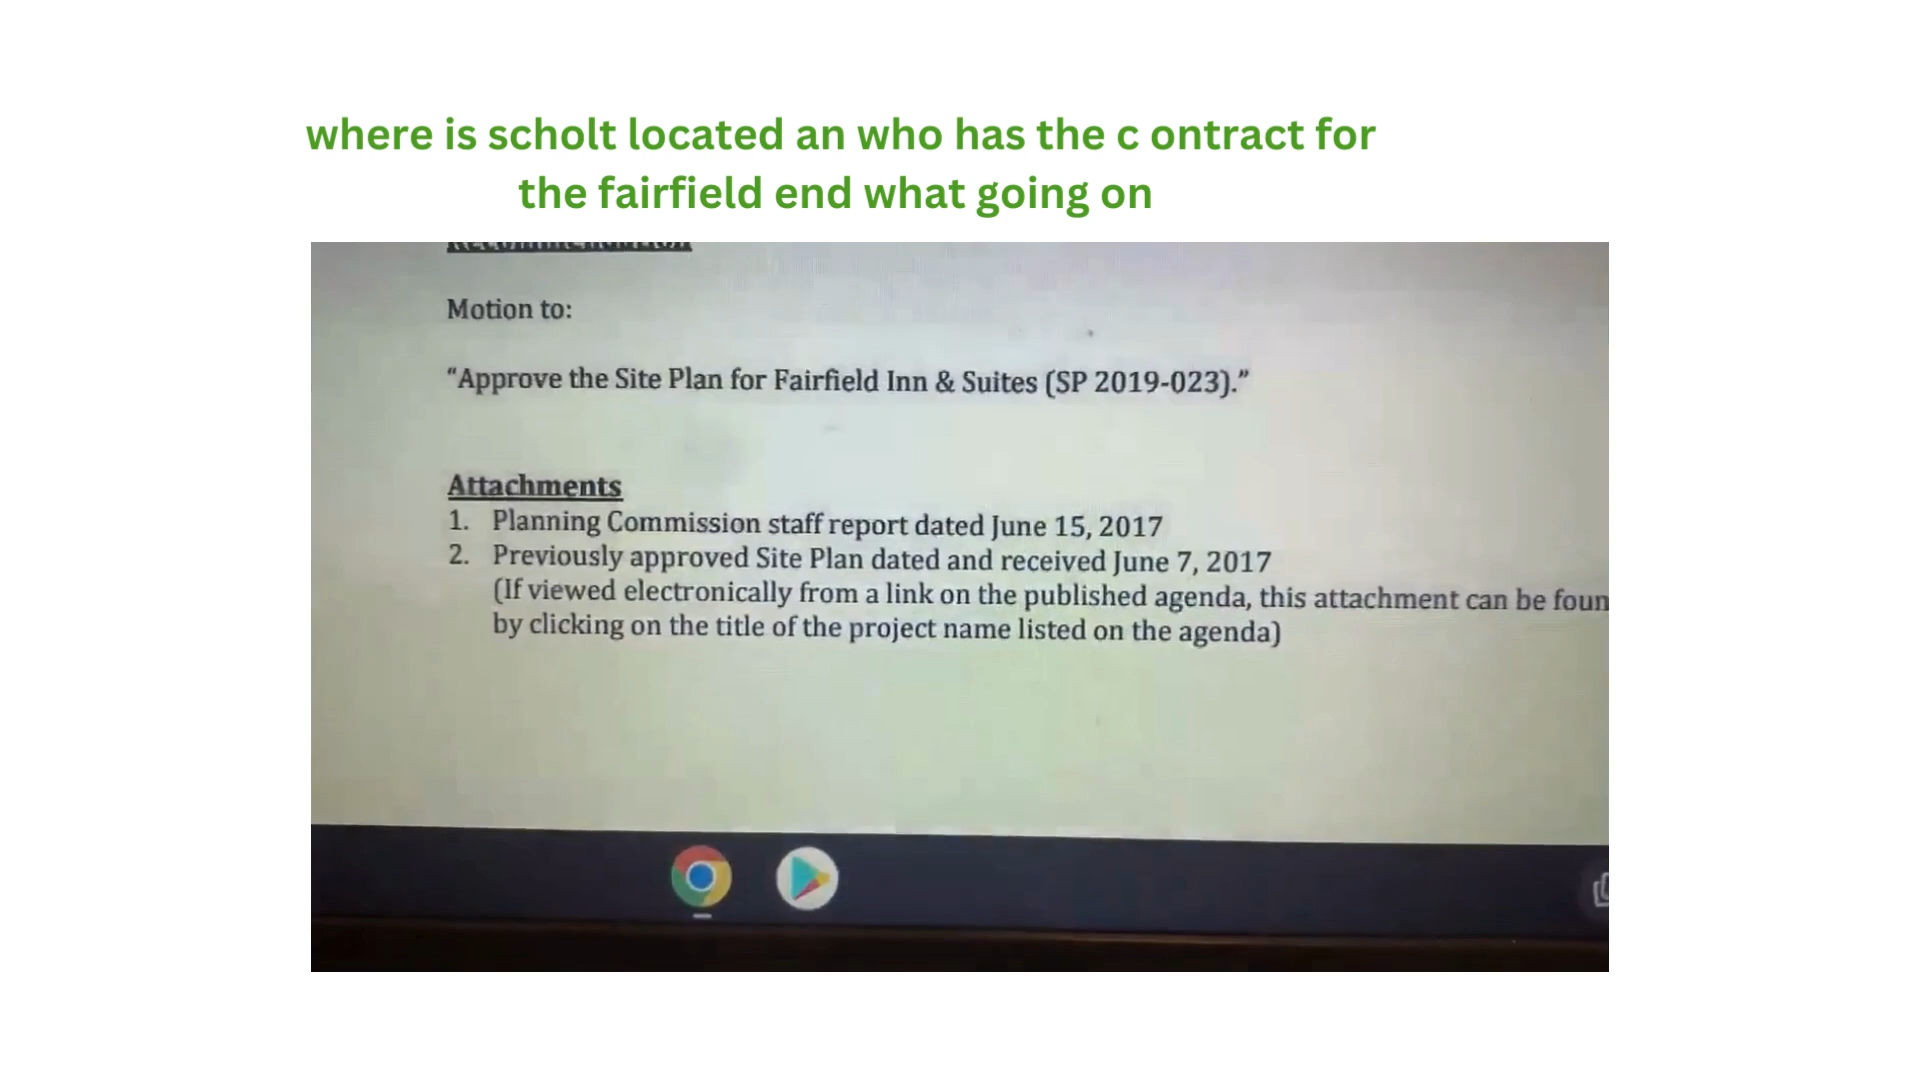 where is scholt located an who has the c ontract for
the fairfield end what going on
Motion to:
“Approve the Site Plan for Fairfield Inn & Suites (SP 2019-023).”
Attachments
1. Planning Commission staff report dated June 15, 2017
2. Previously approved Site Plan dated and received June 7, 2017
(If viewed electronically from a link on the published agenda, this attachment can be foun
by clicking on the title of the project name listed on the agenda)